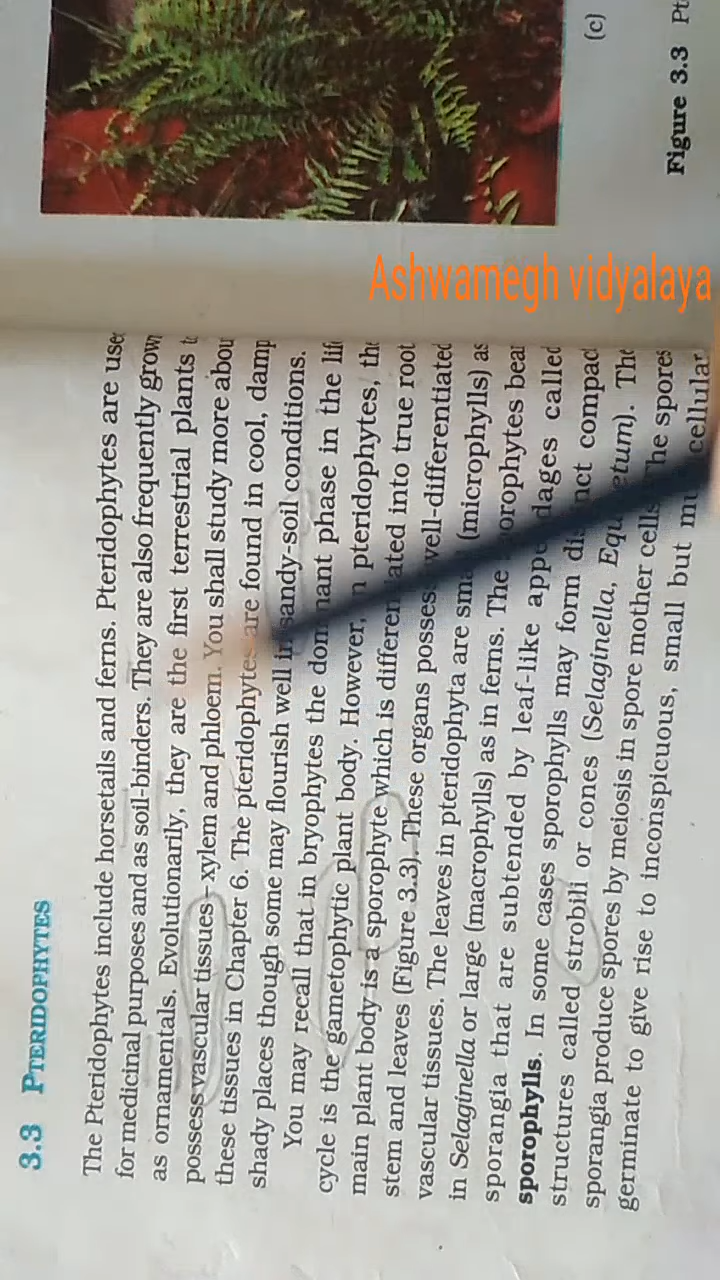 (c)
Figure 3.3 Pt
Ashwamegh vidyalaya
3.3 PTERIDOPHYTES
The Pteridophytes include horsetails and ferns. Pteridophytes are use
for medicinal purposes and as soil-binders. They are also frequently grown
as ornamentals. Evolutionarily, they are the first terrestrial plants t
possess vascular tissues – xylem and phloem. You shall study more abou
these tissues in Chapter 6. The pteridophytes are found in cool, damp
shady places though some may flourish well in sandy-soil conditions.
You may recall that in bryophytes the dominant phase in the lif
cycle is the gametophytic plant body. However, in pteridophytes, the
main plant body is a sporophyte which is differentiated into true root
stem and leaves (Figure 3.3). These organs possess well-differentiated
vascular tissues. The leaves in pteridophyta are small (microphylls) as
in Selaginella or large (macrophylls) as in ferns. The sporophytes bear
sporangia that are subtended by leaf-like appendages called
sporophylls. In some cases sporophylls may form distinct compac
structures called strobili or cones (Selaginella, Equisetum). The
sporangia produce spores by meiosis in spore mother cells. The spores
germinate to give rise to inconspicuous, small but cellular